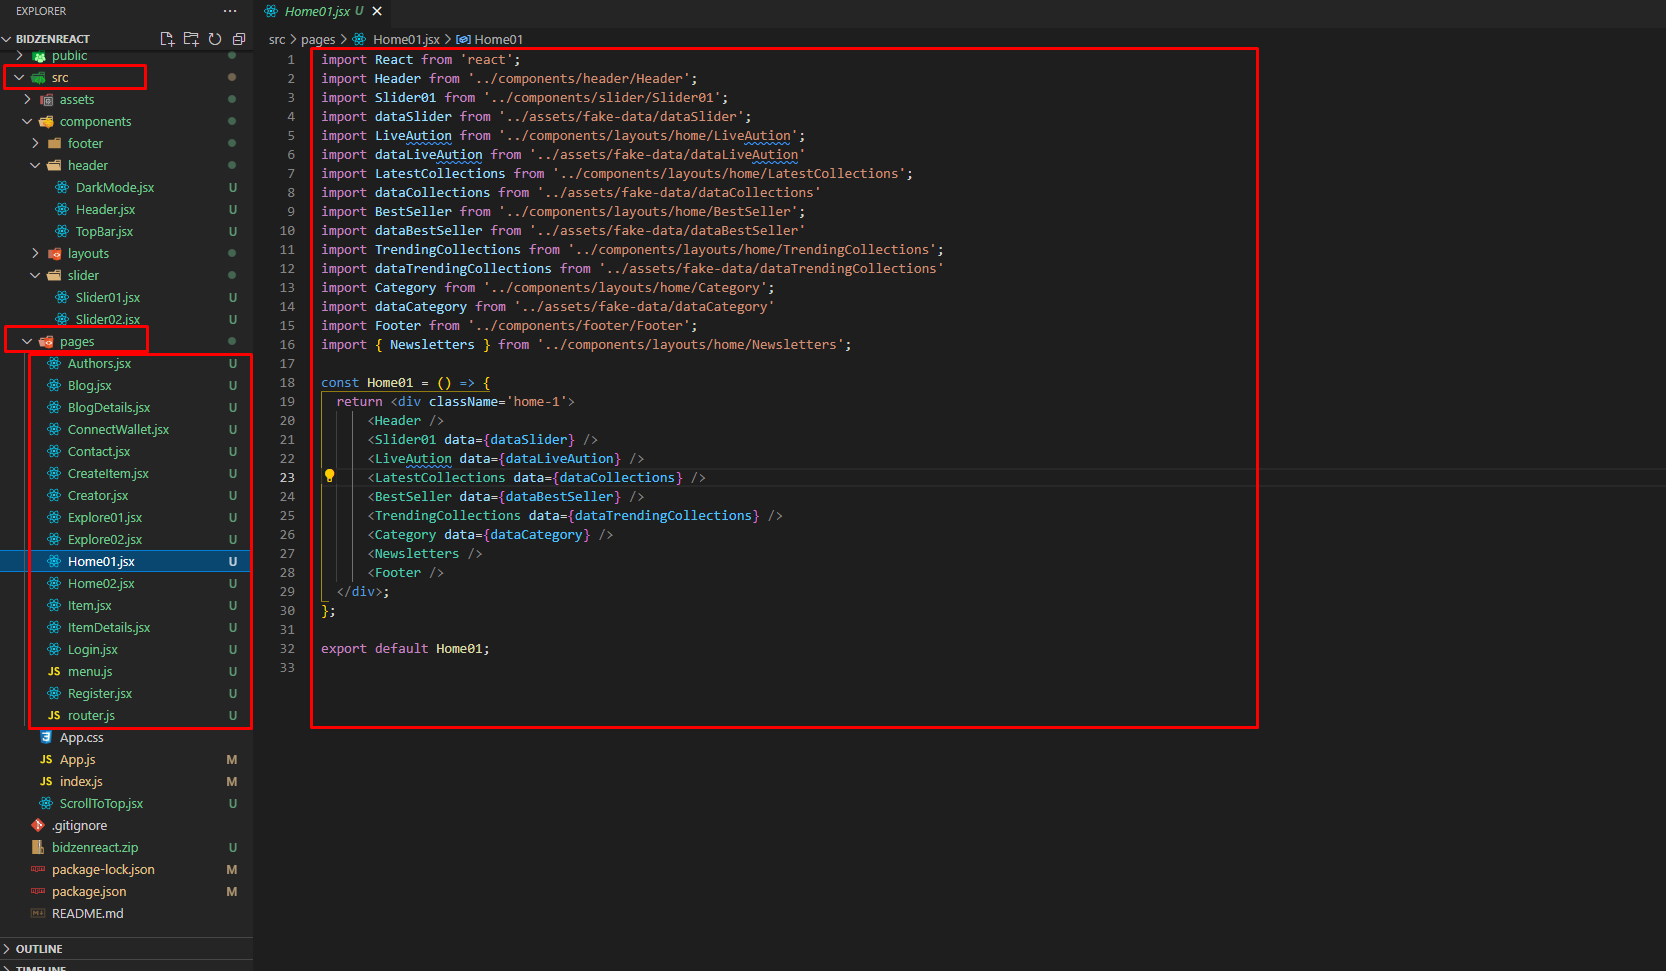 EXPLORER
BIDZENREACT
public
src
assets
components
footer
header
DarkMode.jsx U
Header.jsx U
TopBar.jsx U
layouts
slider
Slider01.jsx U
Slider02.jsx U
pages
Authors.jsx U
Blog.jsx U
BlogDetails.jsx U
ConnectWallet.jsx U
Contact.jsx U
CreateItem.jsx U
Creator.jsx U
Explore01.jsx U
Explore02.jsx U
Home01.jsx U
Home02.jsx U
Item.jsx U
ItemDetails.jsx U
Login.jsx U
JS menu.js U
Register.jsx U
JS router.js U
App.css
JS App.js M
JS index.js M
ScrollToTop.jsx U
.gitignore
bidzenreact.zip U
package-lock.json M
package.json M
README.md
OUTLINE
TIMELINE
Home01.jsx U
src > pages > Home01.jsx > Home01
1 import React from 'react';
2 import Header from '../components/header/Header';
3 import Slider01 from '../components/slider/Slider01';
4 import dataSlider from '../assets/fake-data/dataSlider';
5 import LiveAution from '../components/layouts/home/LiveAution';
6 import dataLiveAution from '../assets/fake-data/dataLiveAution'
7 import LatestCollections from '../components/layouts/home/LatestCollections';
8 import dataCollections from '../assets/fake-data/dataCollections'
9 import BestSeller from '../components/layouts/home/BestSeller';
10 import dataBestSeller from '../assets/fake-data/dataBestSeller'
11 import TrendingCollections from '../components/layouts/home/TrendingCollections';
12 import dataTrendingCollections from '../assets/fake-data/dataTrendingCollections'
13 import Category from '../components/layouts/home/Category';
14 import dataCategory from '../assets/fake-data/dataCategory'
15 import Footer from '../components/footer/Footer';
16 import { Newsletters } from '../components/layouts/home/Newsletters';
17
18 const Home01 = () => {
19 return <div className='home-1'>
20 <Header />
21 <Slider01 data={dataSlider} />
22 <LiveAution data={dataLiveAution} />
23 <LatestCollections data={dataCollections} />
24 <BestSeller data={dataBestSeller} />
25 <TrendingCollections data={dataTrendingCollections} />
26 <Category data={dataCategory} />
27 <Newsletters />
28 <Footer />
29 </div>;
30 };
31
32 export default Home01;
33